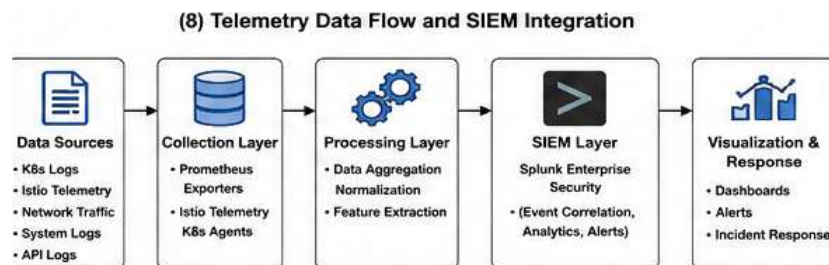 (8) Telemetry Data Flow and SIEM Integration
Data Sources
• K8s Logs
• Istio Telemetry
• Network Traffic
• System Logs
• API Logs
Collection Layer
• Prometheus
Exporters
• Istio Telemetry
K8s Agents
Processing Layer
• Data Aggregation
Normalization
• Feature Extraction
>
SIEM Layer
Splunk Enterprise
Security
• (Event Correlation,
Analytics, Alerts)
Visualization &
Response
• Dashboards
• Alerts
• Incident Response